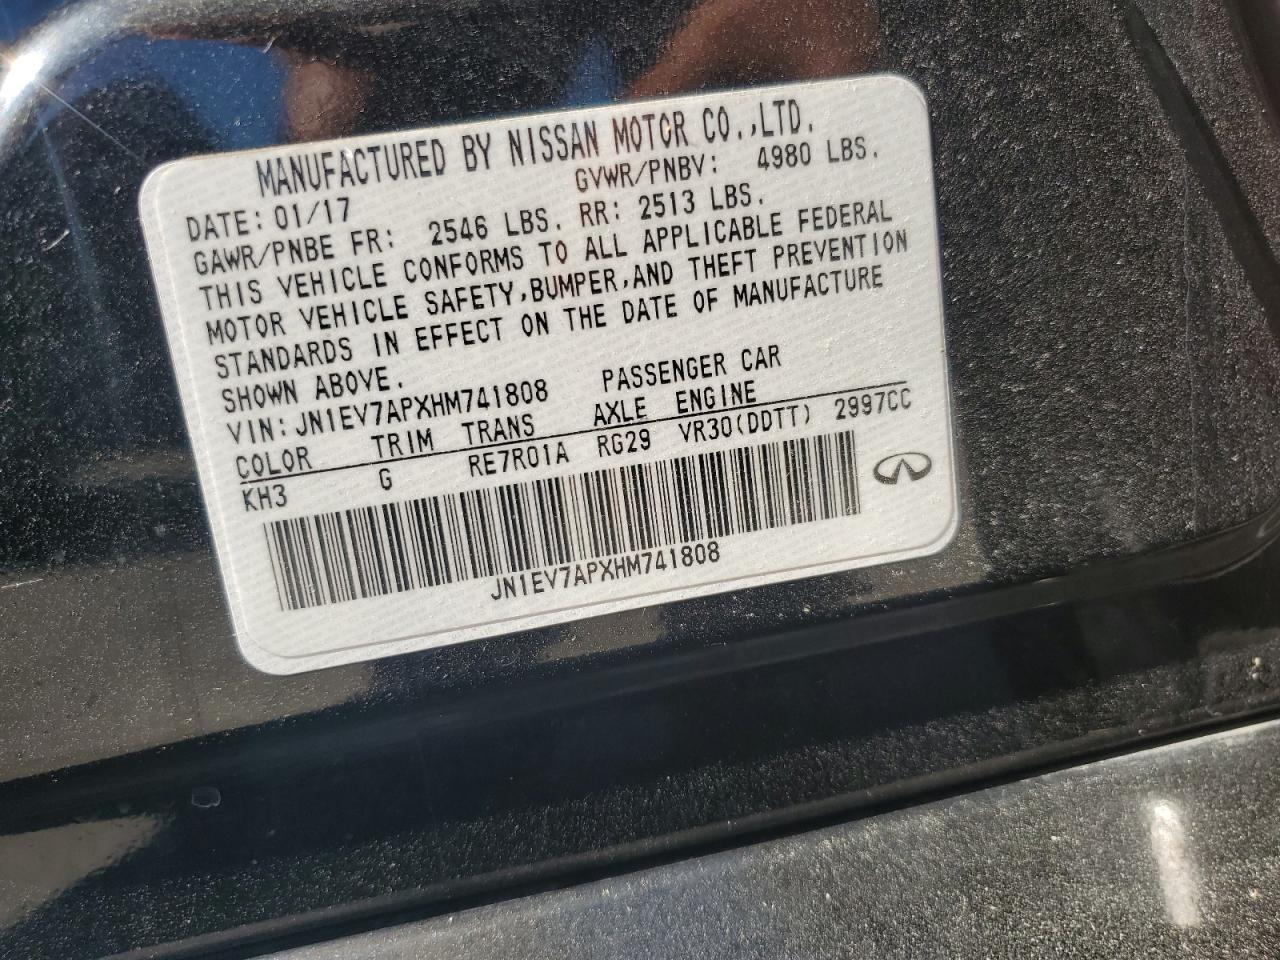 MANUFACTURED BY NISSAN MOTOR CO.,LTD.
DATE: 01/17 GVWR/PNBV: 4980 LBS.
GAWR/PNBE FR: 2546 LBS. RR: 2513 LBS.
THIS VEHICLE CONFORMS TO ALL APPLICABLE FEDERAL
MOTOR VEHICLE SAFETY,BUMPER,AND THEFT PREVENTION
STANDARDS IN EFFECT ON THE DATE OF MANUFACTURE
SHOWN ABOVE.
VIN: JN1EV7APXHM741808 PASSENGER CAR
COLOR TRIM TRANS AXLE ENGINE
KH3 G RE7R01A RG29 VR30(DDTT) 2997CC
JN1EV7APXHM741808